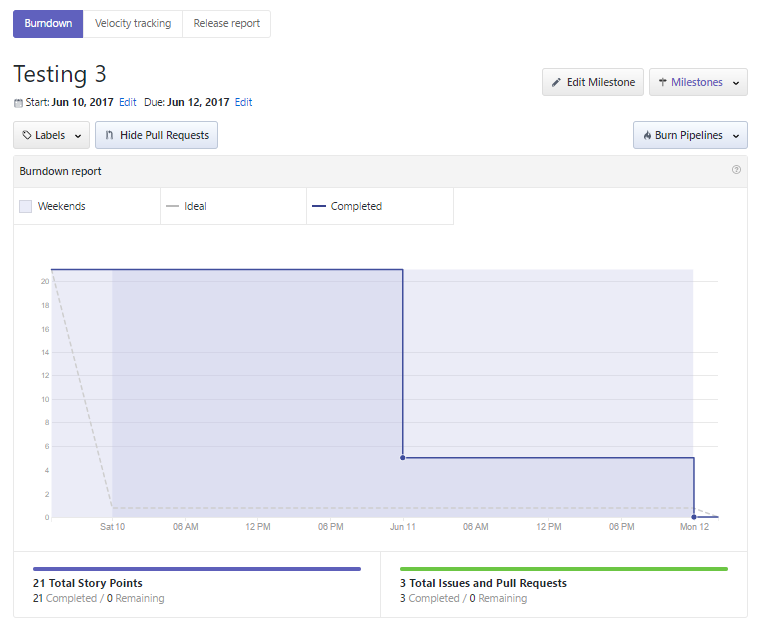 Burndown Velocity tracking Release report
Testing 3
Edit Milestone Milestones
Start: Jun 10, 2017 Edit Due: Jun 12, 2017 Edit
Labels Hide Pull Requests Burn Pipelines
Burndown report
Weekends Ideal Completed
20
18
16
14
12
10
8
6
4
2
0
Sat 10 06 AM 12 PM 06 PM Jun 11 06 AM 12 PM 06 PM Mon 12
21 Total Story Points
21 Completed / 0 Remaining
3 Total Issues and Pull Requests
3 Completed / 0 Remaining